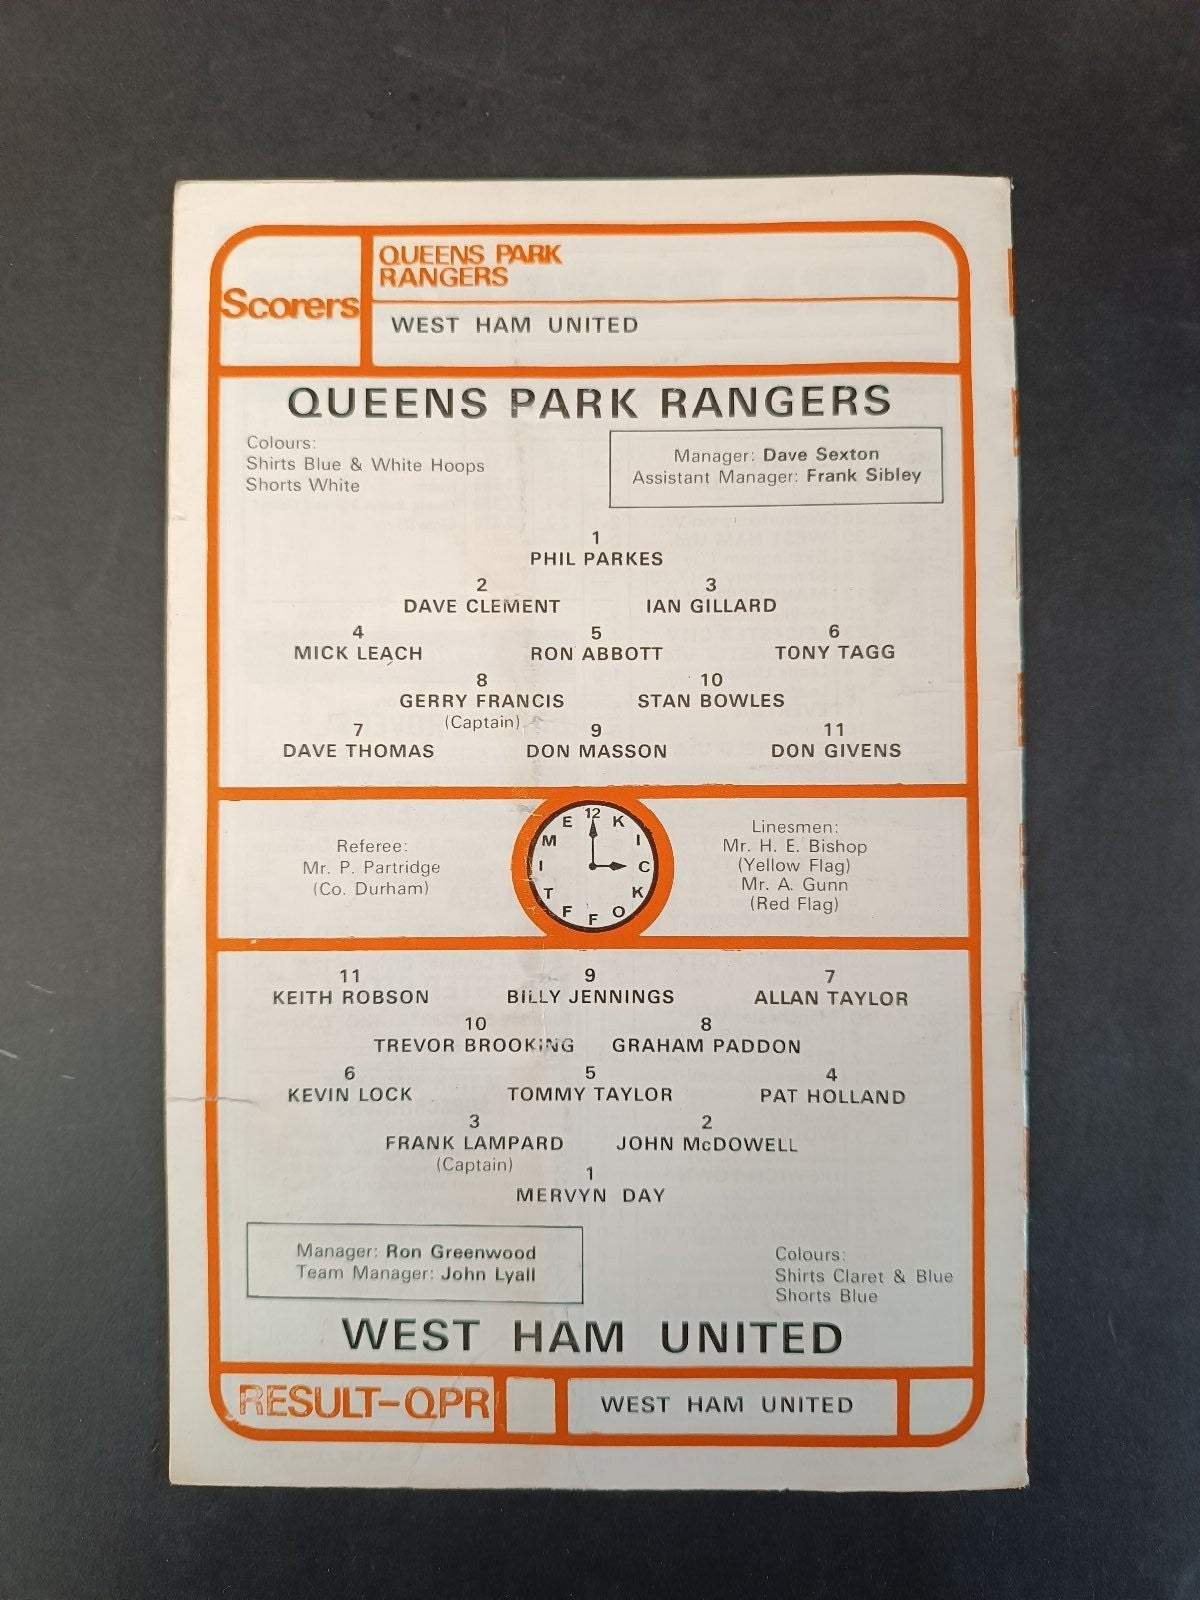 Scorers
QUEENS PARK
RANGERS
WEST HAM UNITED
QUEENS PARK RANGERS
Colours:
Shirts Blue & White Hoops
Shorts White
Manager: Dave Sexton
Assistant Manager: Frank Sibley
1
PHIL PARKES
2 3
DAVE CLEMENT IAN GILLARD
4 5 6
MICK LEACH RON ABBOTT TONY TAGG
8 10
GERRY FRANCIS STAN BOWLES
(Captain)
7 9 11
DAVE THOMAS DON MASSON DON GIVENS
Referee:
Mr. P. Partridge
(Co. Durham)
12 KICK OFF TIME
Linesmen:
Mr. H. E. Bishop
(Yellow Flag)
Mr. A. Gunn
(Red Flag)
11 9 7
KEITH ROBSON BILLY JENNINGS ALLAN TAYLOR
10 8
TREVOR BROOKING GRAHAM PADDON
6 5 4
KEVIN LOCK TOMMY TAYLOR PAT HOLLAND
3 2
FRANK LAMPARD JOHN McDOWELL
(Captain)
1
MERVYN DAY
Manager: Ron Greenwood
Team Manager: John Lyall
Colours:
Shirts Claret & Blue
Shorts Blue
WEST HAM UNITED
RESULT-QPR WEST HAM UNITED